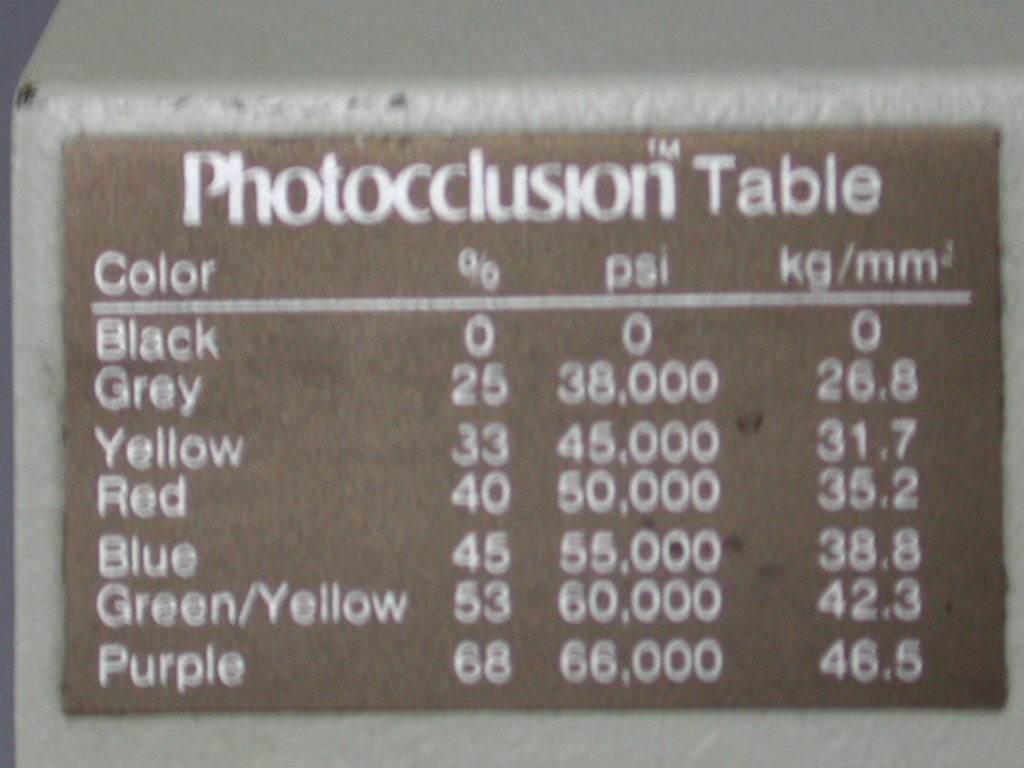 Photocclusion™ Table
Color % psi kg/mm²
Black 0 0 0
Grey 25 38,000 26.8
Yellow 33 45,000 31.7
Red 40 50,000 35.2
Blue 45 55,000 38.8
Green/Yellow 53 60,000 42.3
Purple 68 66,000 46.5